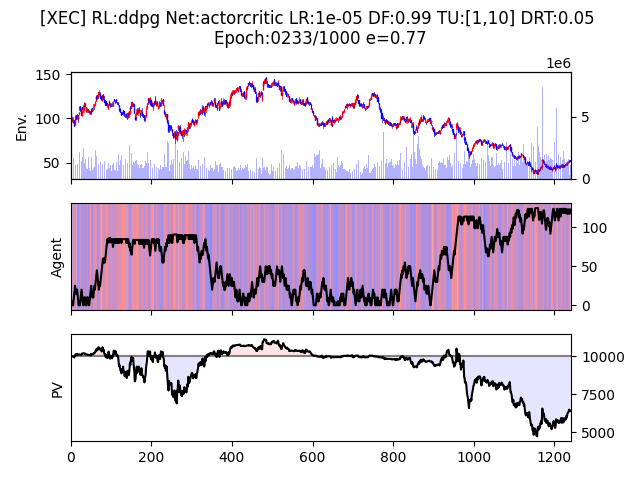 [XEC] RL:ddpg Net:actorcritic LR:1e-05 DF:0.99 TU:[1,10] DRT:0.05
Epoch:0233/1000 e=0.77
1e6
150
100
50
Env.
5
0
Agent
100
50
0
PV
10000
7500
5000
0 200 400 600 800 1000 1200